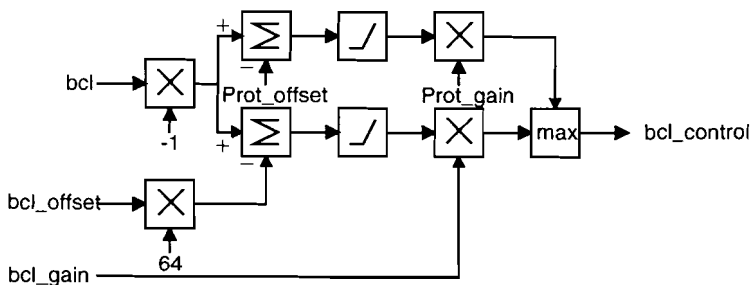 +
Σ
−
bcl
-1
Prot_offset
Prot_gain
+
Σ
−
max
bcl_control
bcl_offset
64
bcl_gain